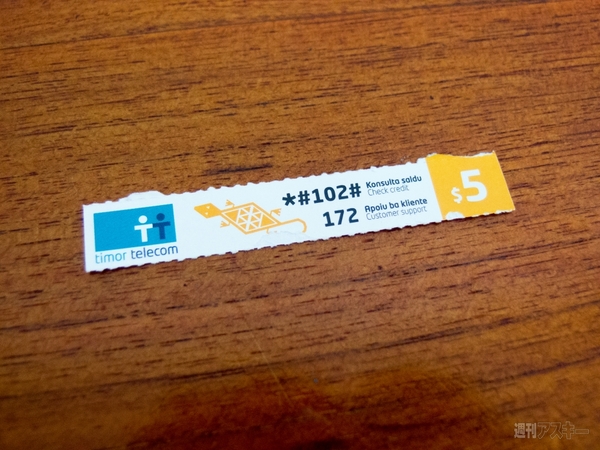 timor telecom
*#102# Konsulta saldu
Check credit
172 Apoiu ba kliente
Customer support
$5
週刊アスキー